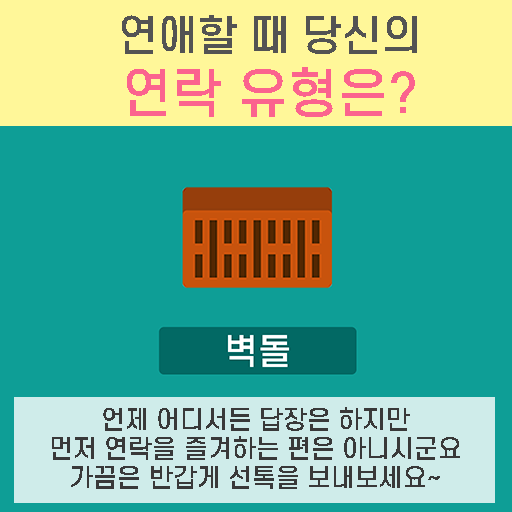 연애할 때 당신의
연락 유형은?
벽돌
언제 어디서든 답장은 하지만
먼저 연락을 즐겨하는 편은 아니시군요
가끔은 반갑게 선톡을 보내보세요~